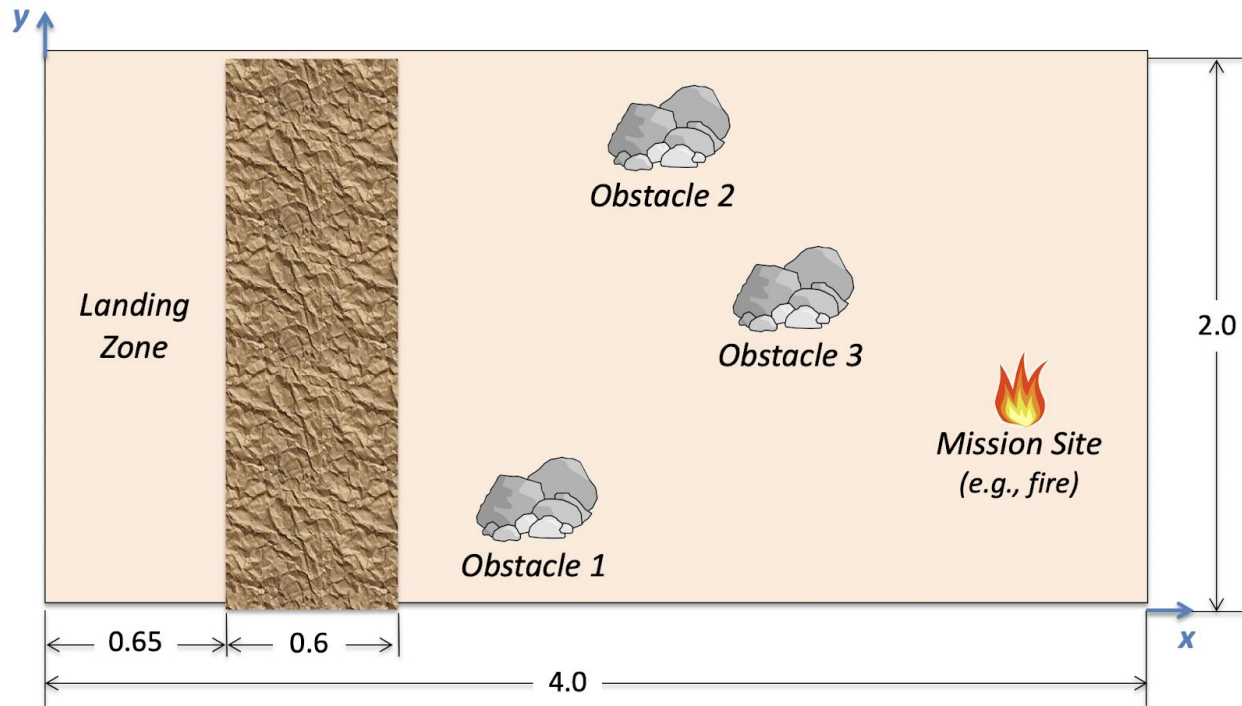 y
Obstacle 2
Landing
Zone
Obstacle 3
2.0
Mission Site
(e.g., fire)
Obstacle 1
0.65
0.6
x
4.0